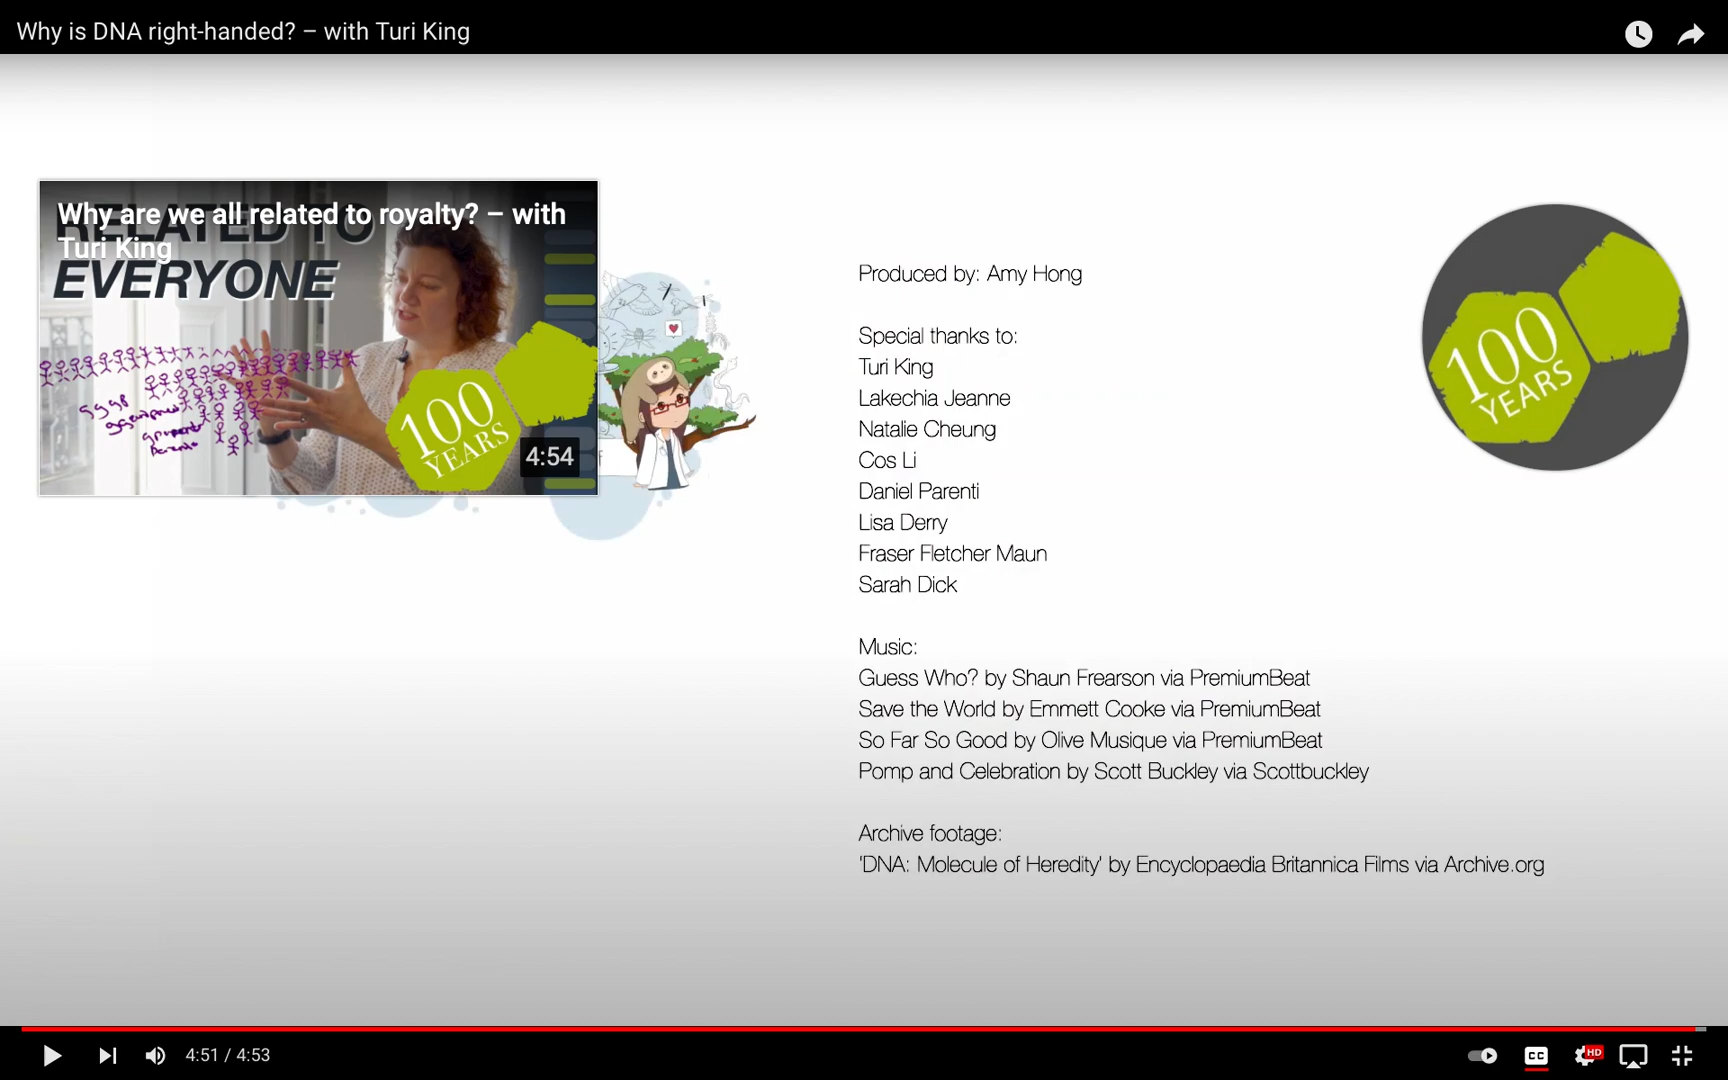 Why is DNA right-handed? – with Turi King
Why are we all related to royalty? – with
Turi King
RELATED TO
EVERYONE
100
YEARS
4:54
Produced by: Amy Hong
Special thanks to:
Turi King
Lakechia Jeanne
Natalie Cheung
Cos Li
Daniel Parenti
Lisa Derry
Fraser Fletcher Maun
Sarah Dick
Music:
Guess Who? by Shaun Frearson via PremiumBeat
Save the World by Emmett Cooke via PremiumBeat
So Far So Good by Olive Musique via PremiumBeat
Pomp and Celebration by Scott Buckley via Scottbuckley
Archive footage:
'DNA: Molecule of Heredity' by Encyclopaedia Britannica Films via Archive.org
100
YEARS
4:51 / 4:53
CC
HD